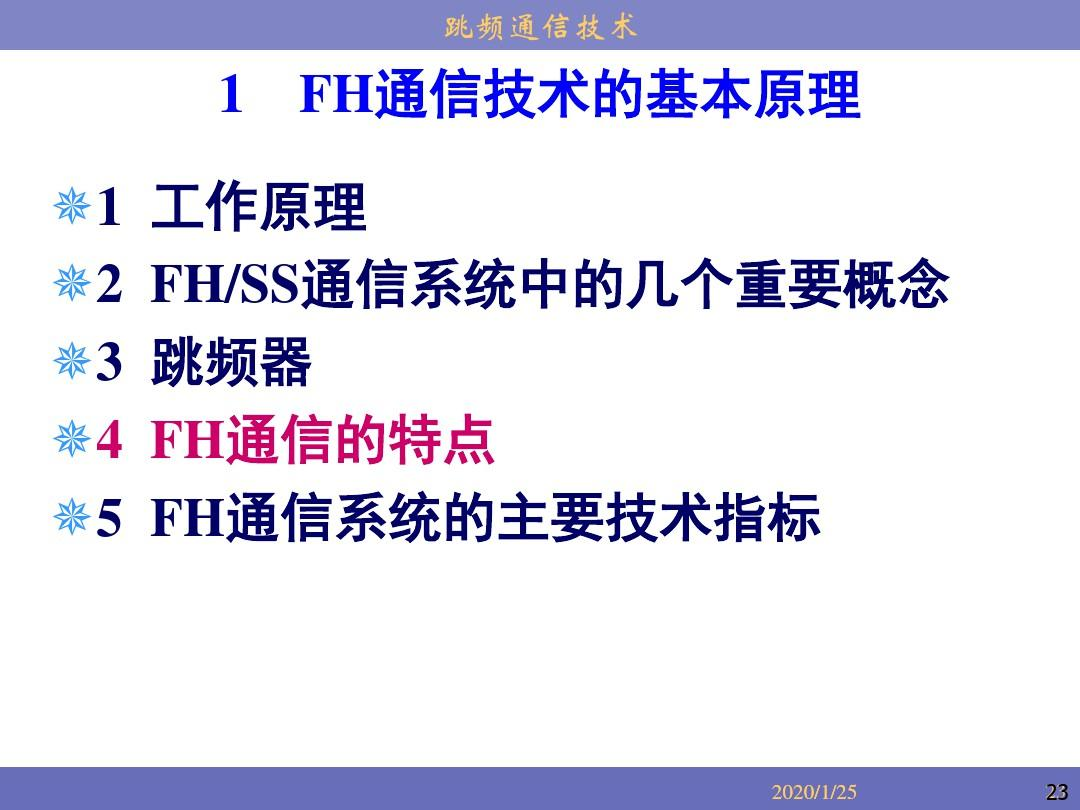 跳频通信技术
1 FH通信技术的基本原理
1 工作原理
2 FH/SS通信系统中的几个重要概念
3 跳频器
4 FH通信的特点
5 FH通信系统的主要技术指标
2020/1/25 23